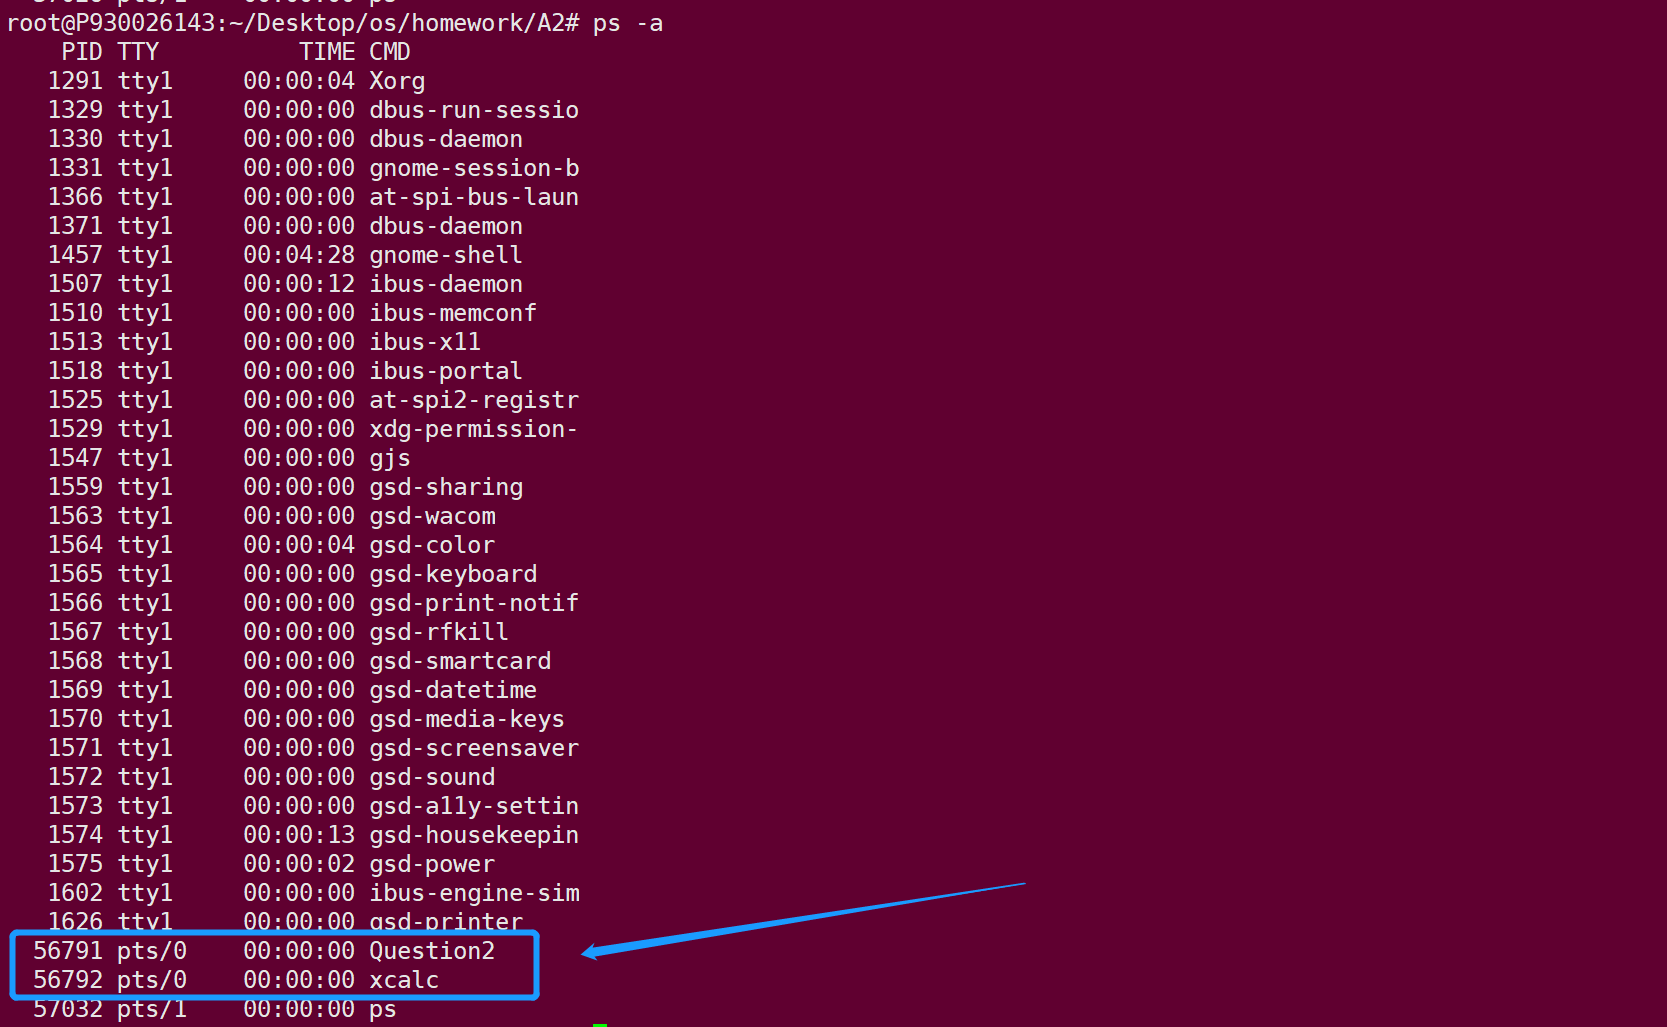 root@P930026143:~/Desktop/os/homework/A2# ps -a
PID TTY TIME CMD
1291 tty1 00:00:04 Xorg
1329 tty1 00:00:00 dbus-run-sessio
1330 tty1 00:00:00 dbus-daemon
1331 tty1 00:00:00 gnome-session-b
1366 tty1 00:00:00 at-spi-bus-laun
1371 tty1 00:00:00 dbus-daemon
1457 tty1 00:04:28 gnome-shell
1507 tty1 00:00:12 ibus-daemon
1510 tty1 00:00:00 ibus-memconf
1513 tty1 00:00:00 ibus-x11
1518 tty1 00:00:00 ibus-portal
1525 tty1 00:00:00 at-spi2-registr
1529 tty1 00:00:00 xdg-permission-
1547 tty1 00:00:00 gjs
1559 tty1 00:00:00 gsd-sharing
1563 tty1 00:00:00 gsd-wacom
1564 tty1 00:00:04 gsd-color
1565 tty1 00:00:00 gsd-keyboard
1566 tty1 00:00:00 gsd-print-notif
1567 tty1 00:00:00 gsd-rfkill
1568 tty1 00:00:00 gsd-smartcard
1569 tty1 00:00:00 gsd-datetime
1570 tty1 00:00:00 gsd-media-keys
1571 tty1 00:00:00 gsd-screensaver
1572 tty1 00:00:00 gsd-sound
1573 tty1 00:00:00 gsd-a11y-settin
1574 tty1 00:00:13 gsd-housekeepin
1575 tty1 00:00:02 gsd-power
1602 tty1 00:00:00 ibus-engine-sim
1626 tty1 00:00:00 gsd-printer
56791 pts/0 00:00:00 Question2
56792 pts/0 00:00:00 xcalc
57032 pts/1 00:00:00 ps